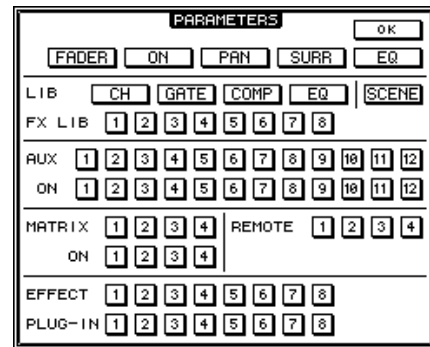 PARAMETERS
OK
FADER ON PAN SURR EQ
LIB CH GATE COMP EQ SCENE
FX LIB 1 2 3 4 5 6 7 8
AUX 1 2 3 4 5 6 7 8 9 10 11 12
ON 1 2 3 4 5 6 7 8 9 10 11 12
MATRIX 1 2 3 4 REMOTE 1 2 3 4
ON 1 2 3 4
EFFECT 1 2 3 4 5 6 7 8
PLUG-IN 1 2 3 4 5 6 7 8